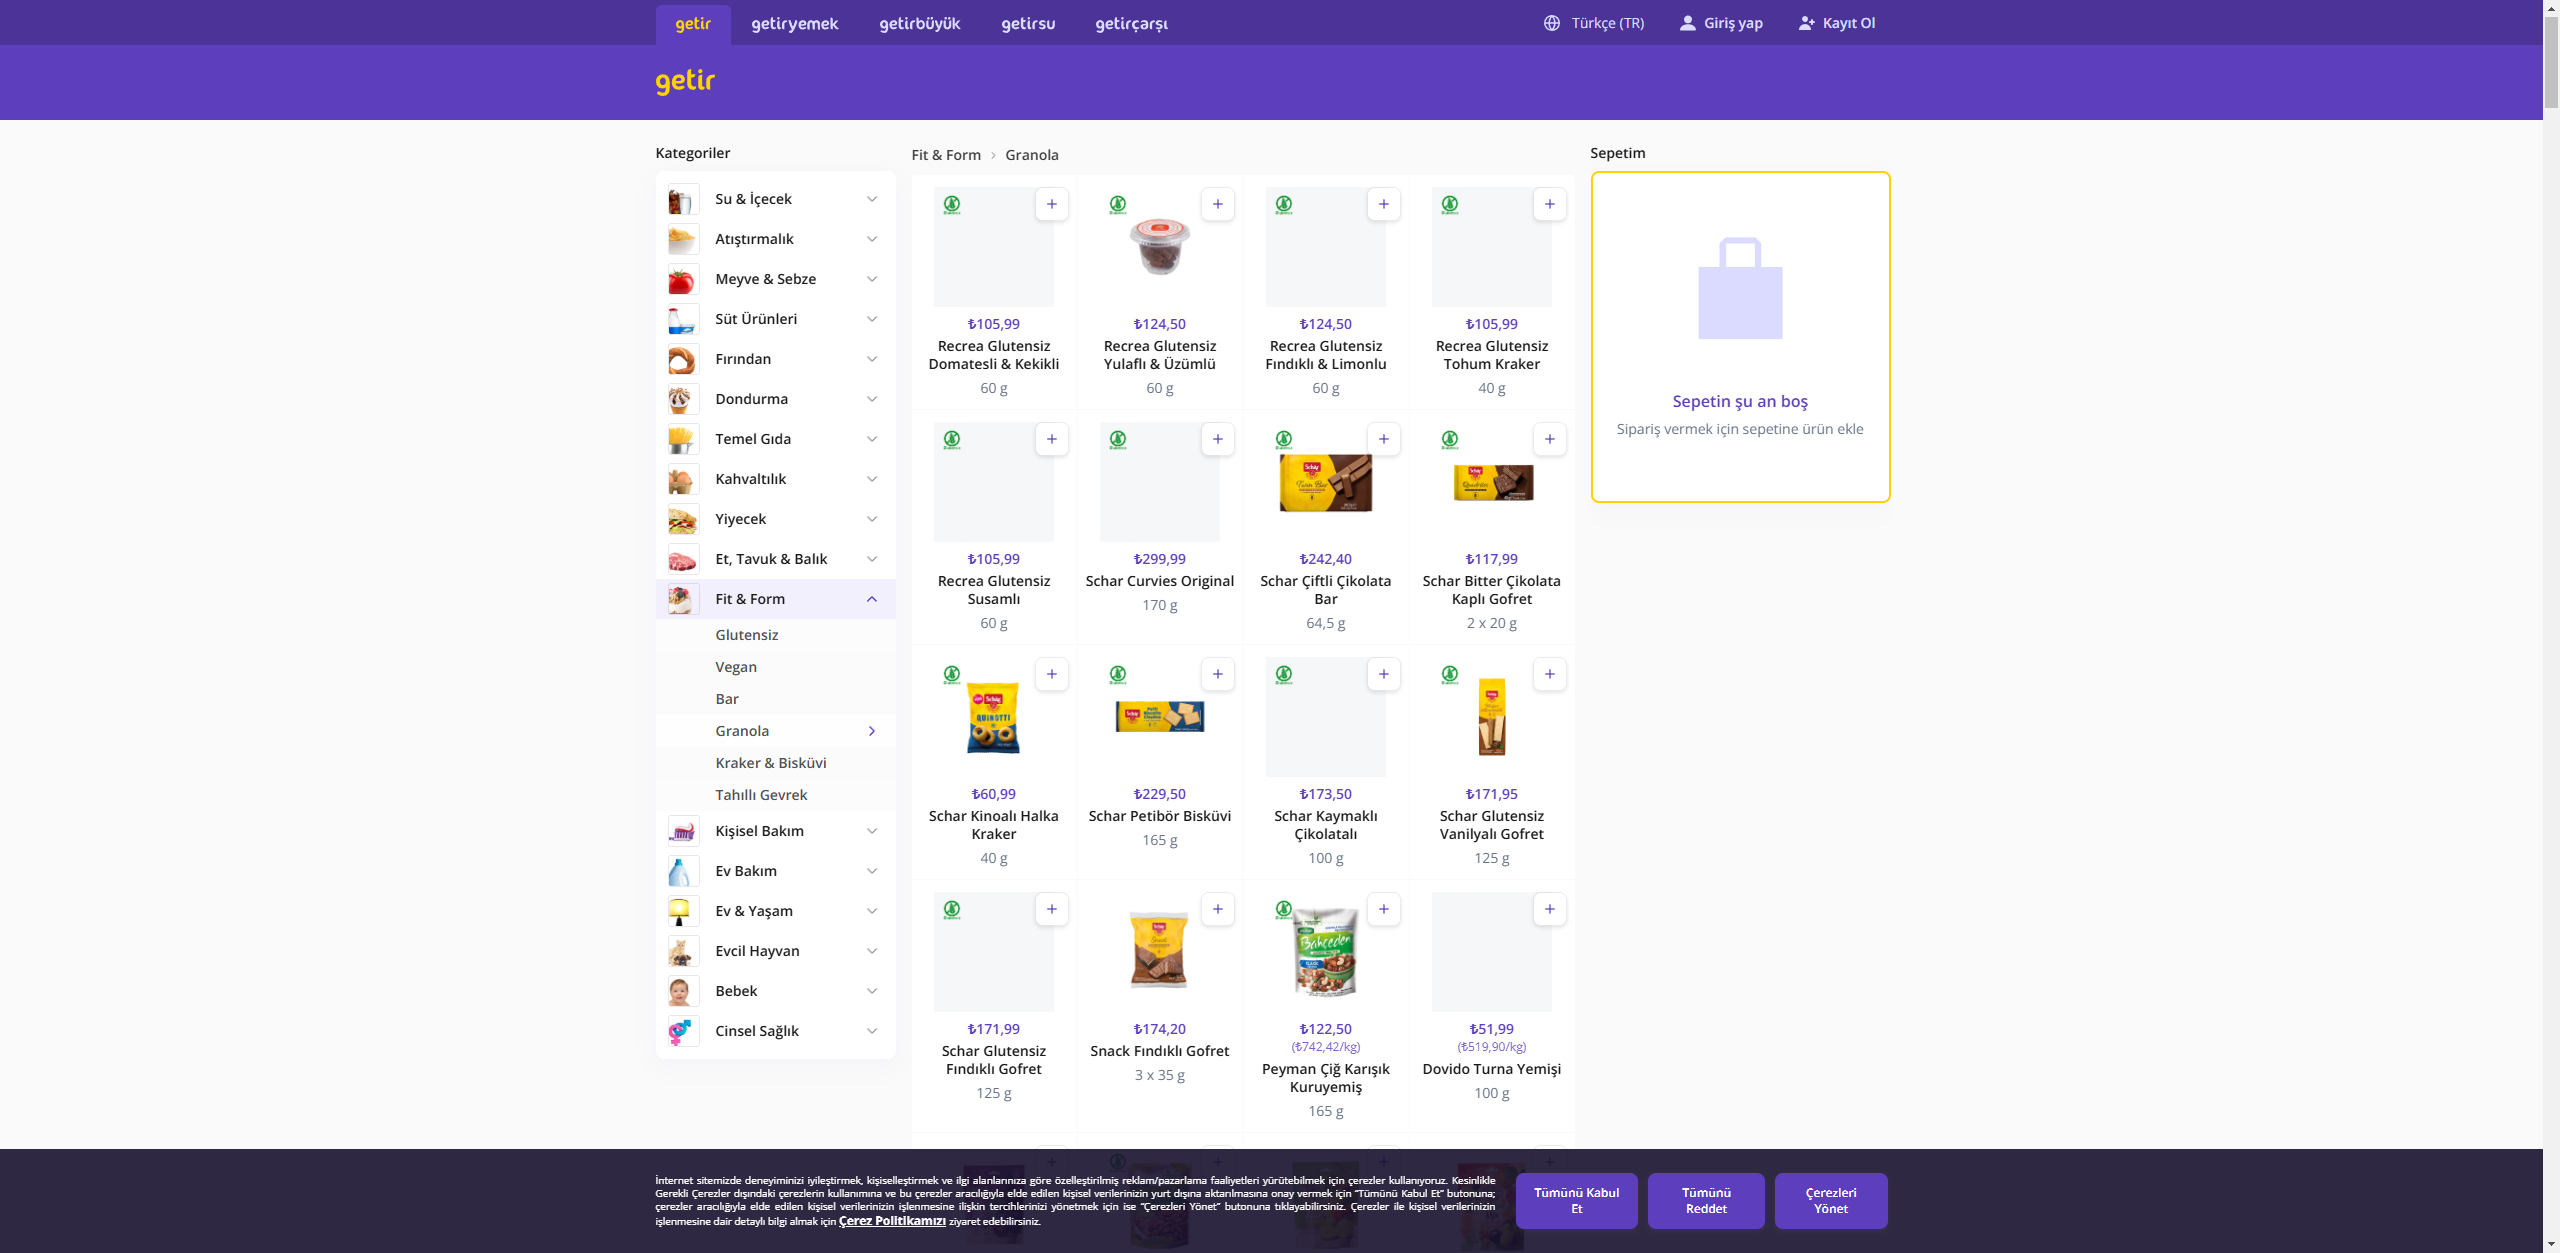 getir
getiryemek
getirbüyük
getirsu
getirçarşı
Türkçe (TR)
Giriş yap
Kayıt Ol
getir
Kategoriler
Su & İçecek
Atıştırmalık
Meyve & Sebze
Süt Ürünleri
Fırından
Dondurma
Temel Gıda
Kahvaltılık
Yiyecek
Et, Tavuk & Balık
Fit & Form
Glutensiz
Vegan
Bar
Granola
Kraker & Bisküvi
Tahıllı Gevrek
Kişisel Bakım
Ev Bakım
Ev & Yaşam
Evcil Hayvan
Bebek
Cinsel Sağlık
Fit & Form > Granola
₺105,99
Recrea Glutensiz
Domatesli & Kekikli
60 g
₺124,50
Recrea Glutensiz
Yulaflı & Üzümlü
60 g
₺124,50
Recrea Glutensiz
Fındıklı & Limonlu
60 g
₺105,99
Recrea Glutensiz
Tohum Kraker
40 g
₺105,99
Recrea Glutensiz
Susamlı
60 g
₺299,99
Schar Curvies Original
170 g
Schär
Twin Bar
₺242,40
Schar Çiftli Çikolata
Bar
64,5 g
Schär
₺117,99
Schar Bitter Çikolata
Kaplı Gofret
2 x 20 g
Schär
QUINOTTI
₺60,99
Schar Kinoalı Halka
Kraker
40 g
Schär
₺229,50
Schar Petibör Bisküvi
165 g
₺173,50
Schar Kaymaklı
Çikolatalı
100 g
Schär
₺171,95
Schar Glutensiz
Vanilyalı Gofret
125 g
₺171,99
Schar Glutensiz
Fındıklı Gofret
125 g
Schär
Snack
₺174,20
Snack Fındıklı Gofret
3 x 35 g
Bahçeden
₺122,50
(₺742,42/kg)
Peyman Çiğ Karışık
Kuruyemiş
165 g
₺51,99
(₺519,90/kg)
Dovido Turna Yemişi
100 g
Sepetim
Sepetin şu an boş
Sipariş vermek için sepetine ürün ekle
İnternet sitemizde deneyiminizi iyileştirmek, kişiselleştirmek ve ilgi alanlarınıza göre özelleştirilmiş reklam/pazarlama faaliyetleri yürütebilmek için çerezler kullanıyoruz. Kesinlikle
Gerekli Çerezler dışındaki çerezlerin kullanımına ve bu çerezler aracılığıyla elde edilen kişisel verilerinizin yurt dışına aktarılmasına onay vermek için “Tümünü Kabul Et” butonuna;
çerezler aracılığıyla elde edilen kişisel verilerinizin işlenmesine ilişkin tercihlerinizi yönetmek için ise “Çerezleri Yönet” butonuna tıklayabilirsiniz. Çerezler ile kişisel verilerinizin
işlenmesine dair detaylı bilgi almak için Çerez Politikamızı ziyaret edebilirsiniz.
Tümünü Kabul
Et
Tümünü
Reddet
Çerezleri
Yönet